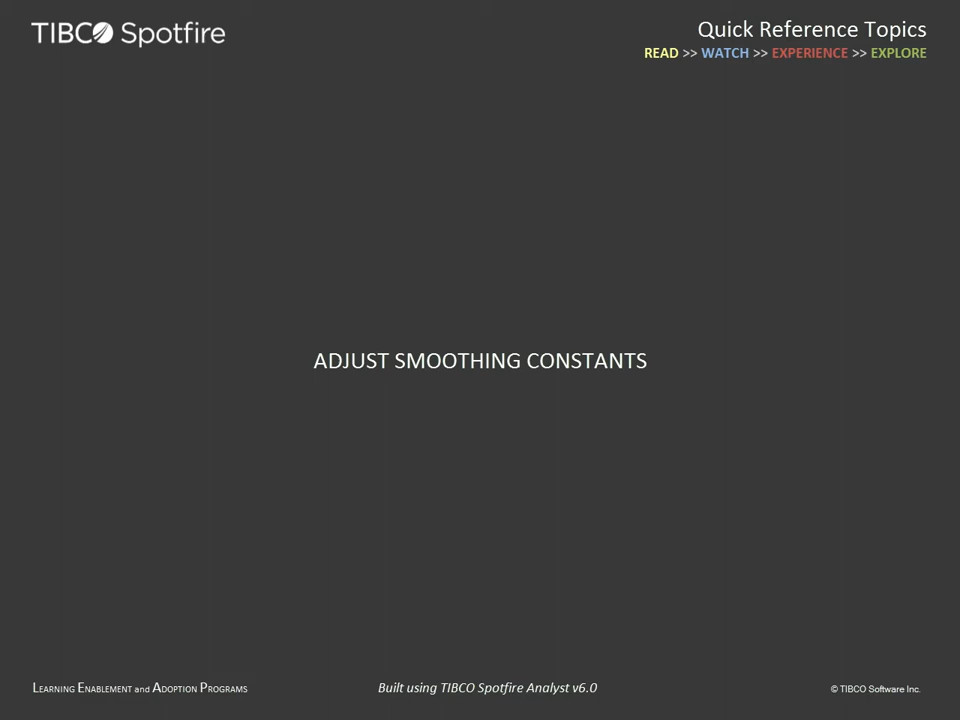 TIBCO Spotfire
Quick Reference Topics
READ >> WATCH >> EXPERIENCE >> EXPLORE
ADJUST SMOOTHING CONSTANTS
LEARNING ENABLEMENT and ADOPTION PROGRAMS
Built using TIBCO Spotfire Analyst v6.0
© TIBCO Software Inc.